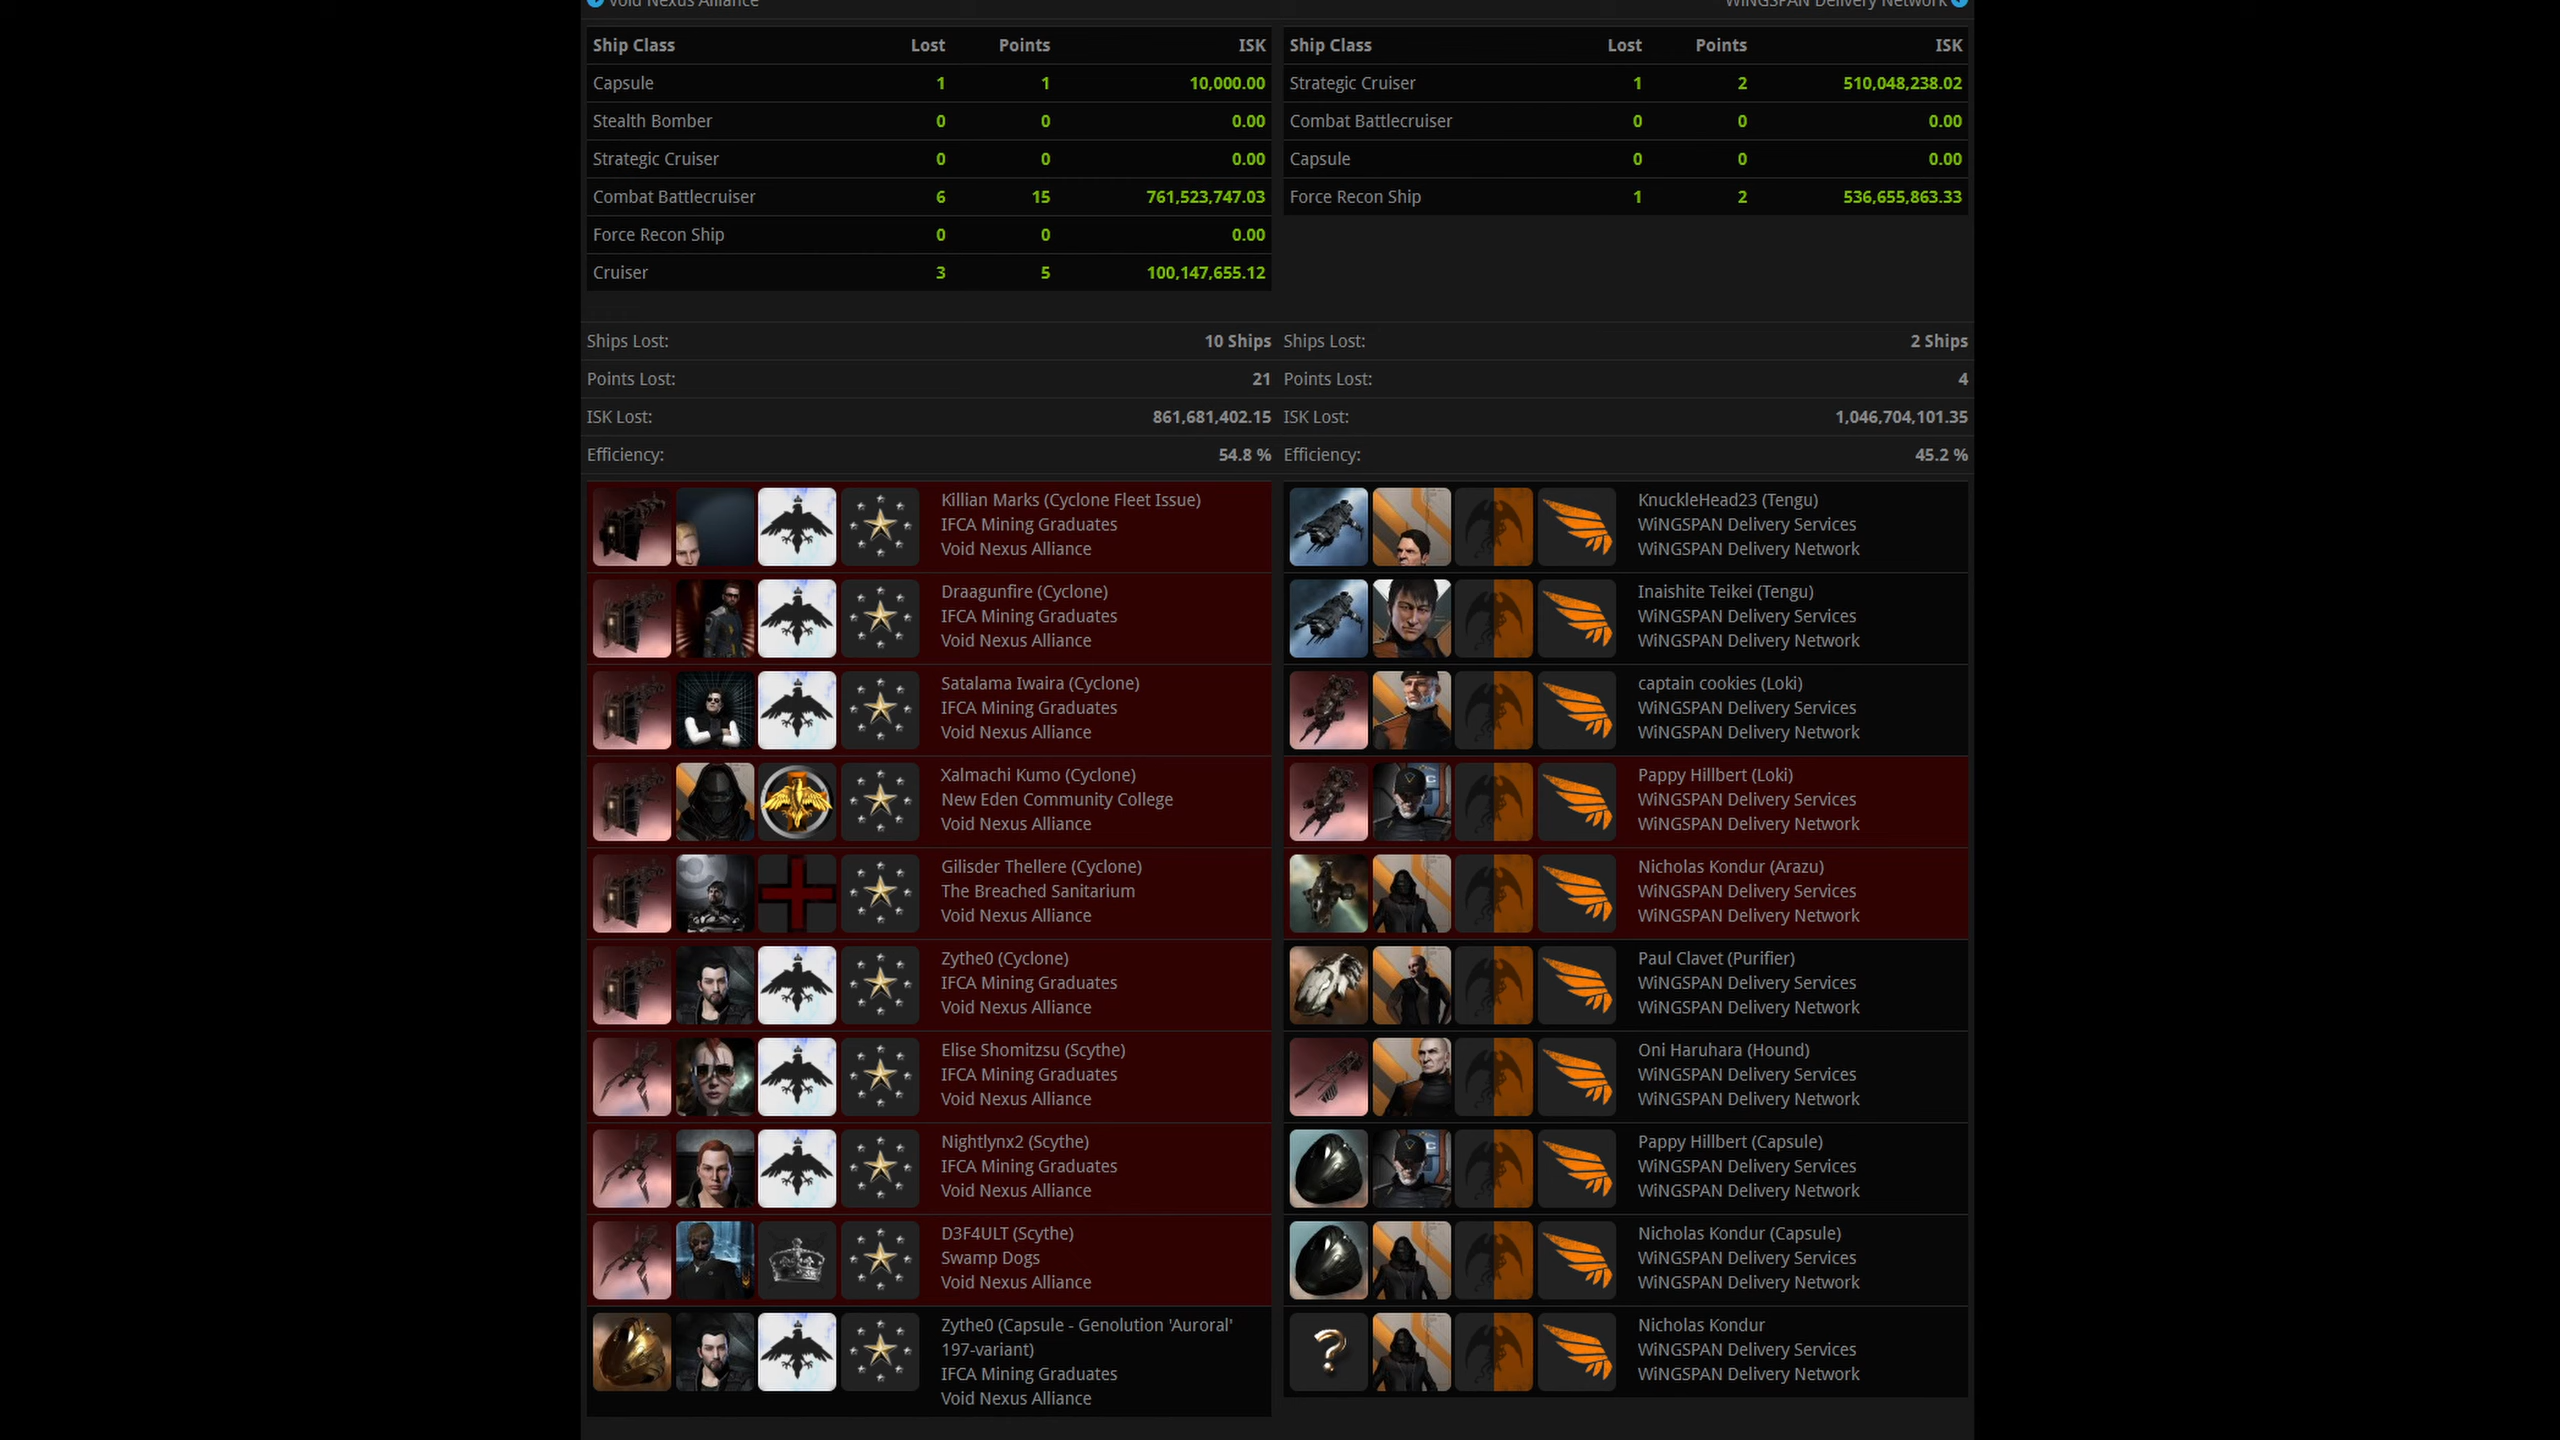 Void Nexus Alliance
WiNGSPAN Delivery Network
Ship Class Lost Points ISK
Capsule 1 1 10,000.00
Stealth Bomber 0 0 0.00
Strategic Cruiser 0 0 0.00
Combat Battlecruiser 6 15 761,523,747.03
Force Recon Ship 0 0 0.00
Cruiser 3 5 100,147,655.12
Ship Class Lost Points ISK
Strategic Cruiser 1 2 510,048,238.02
Combat Battlecruiser 0 0 0.00
Capsule 0 0 0.00
Force Recon Ship 1 2 536,655,863.33
Ships Lost: 10 Ships
Points Lost: 21
ISK Lost: 861,681,402.15
Efficiency: 54.8 %
Ships Lost: 2 Ships
Points Lost: 4
ISK Lost: 1,046,704,101.35
Efficiency: 45.2 %
Killian Marks (Cyclone Fleet Issue)
IFCA Mining Graduates
Void Nexus Alliance
Draagunfire (Cyclone)
IFCA Mining Graduates
Void Nexus Alliance
Satalama Iwaira (Cyclone)
IFCA Mining Graduates
Void Nexus Alliance
Xalmachi Kumo (Cyclone)
New Eden Community College
Void Nexus Alliance
Gilisder Thellere (Cyclone)
The Breached Sanitarium
Void Nexus Alliance
Zythe0 (Cyclone)
IFCA Mining Graduates
Void Nexus Alliance
Elise Shomitzsu (Scythe)
IFCA Mining Graduates
Void Nexus Alliance
Nightlynx2 (Scythe)
IFCA Mining Graduates
Void Nexus Alliance
D3F4ULT (Scythe)
Swamp Dogs
Void Nexus Alliance
Zythe0 (Capsule - Genolution 'Auroral'
197-variant)
IFCA Mining Graduates
Void Nexus Alliance
KnuckleHead23 (Tengu)
WiNGSPAN Delivery Services
WiNGSPAN Delivery Network
Inaishite Teikei (Tengu)
WiNGSPAN Delivery Services
WiNGSPAN Delivery Network
captain cookies (Loki)
WiNGSPAN Delivery Services
WiNGSPAN Delivery Network
Pappy Hillbert (Loki)
WiNGSPAN Delivery Services
WiNGSPAN Delivery Network
Nicholas Kondur (Arazu)
WiNGSPAN Delivery Services
WiNGSPAN Delivery Network
Paul Clavet (Purifier)
WiNGSPAN Delivery Services
WiNGSPAN Delivery Network
Oni Haruhara (Hound)
WiNGSPAN Delivery Services
WiNGSPAN Delivery Network
Pappy Hillbert (Capsule)
WiNGSPAN Delivery Services
WiNGSPAN Delivery Network
Nicholas Kondur (Capsule)
WiNGSPAN Delivery Services
WiNGSPAN Delivery Network
Nicholas Kondur
WiNGSPAN Delivery Services
WiNGSPAN Delivery Network